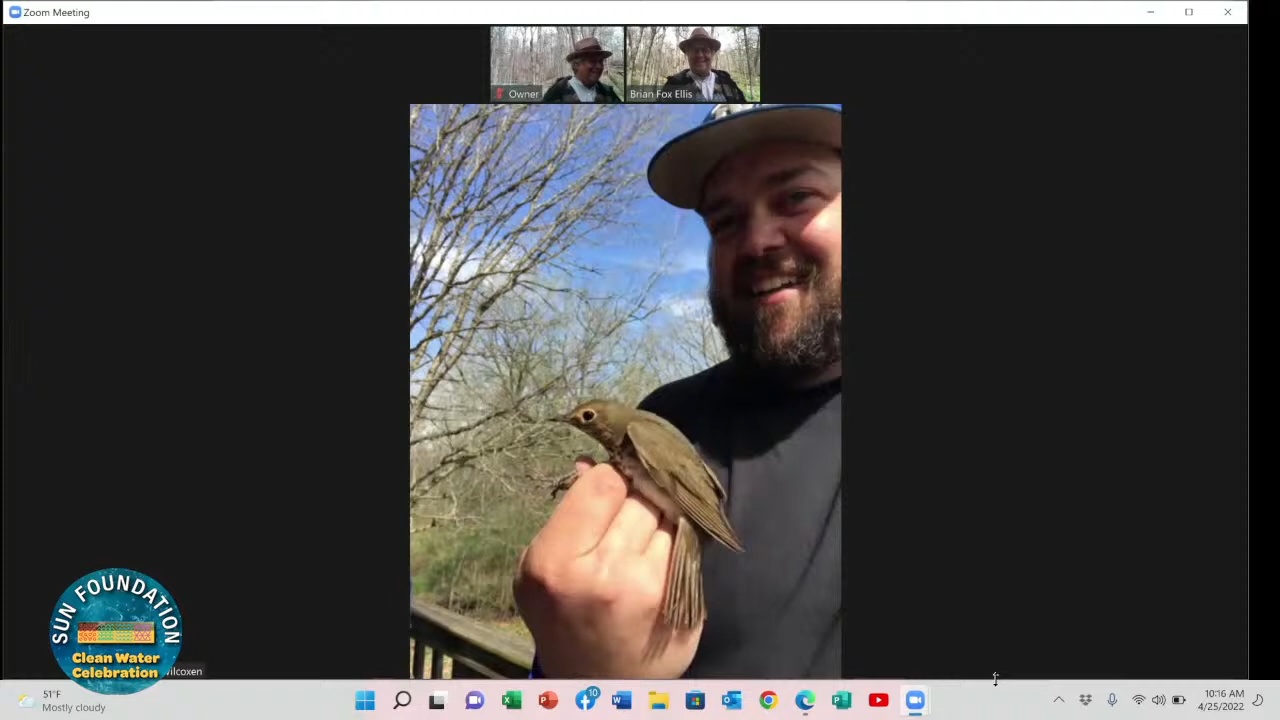 Zoom Meeting
Owner
Brian Fox Ellis
SUN FOUNDATION
Clean Water
Celebration
ilcoxen
10
51°F
Mostly cloudy
10:16 AM
4/25/2022